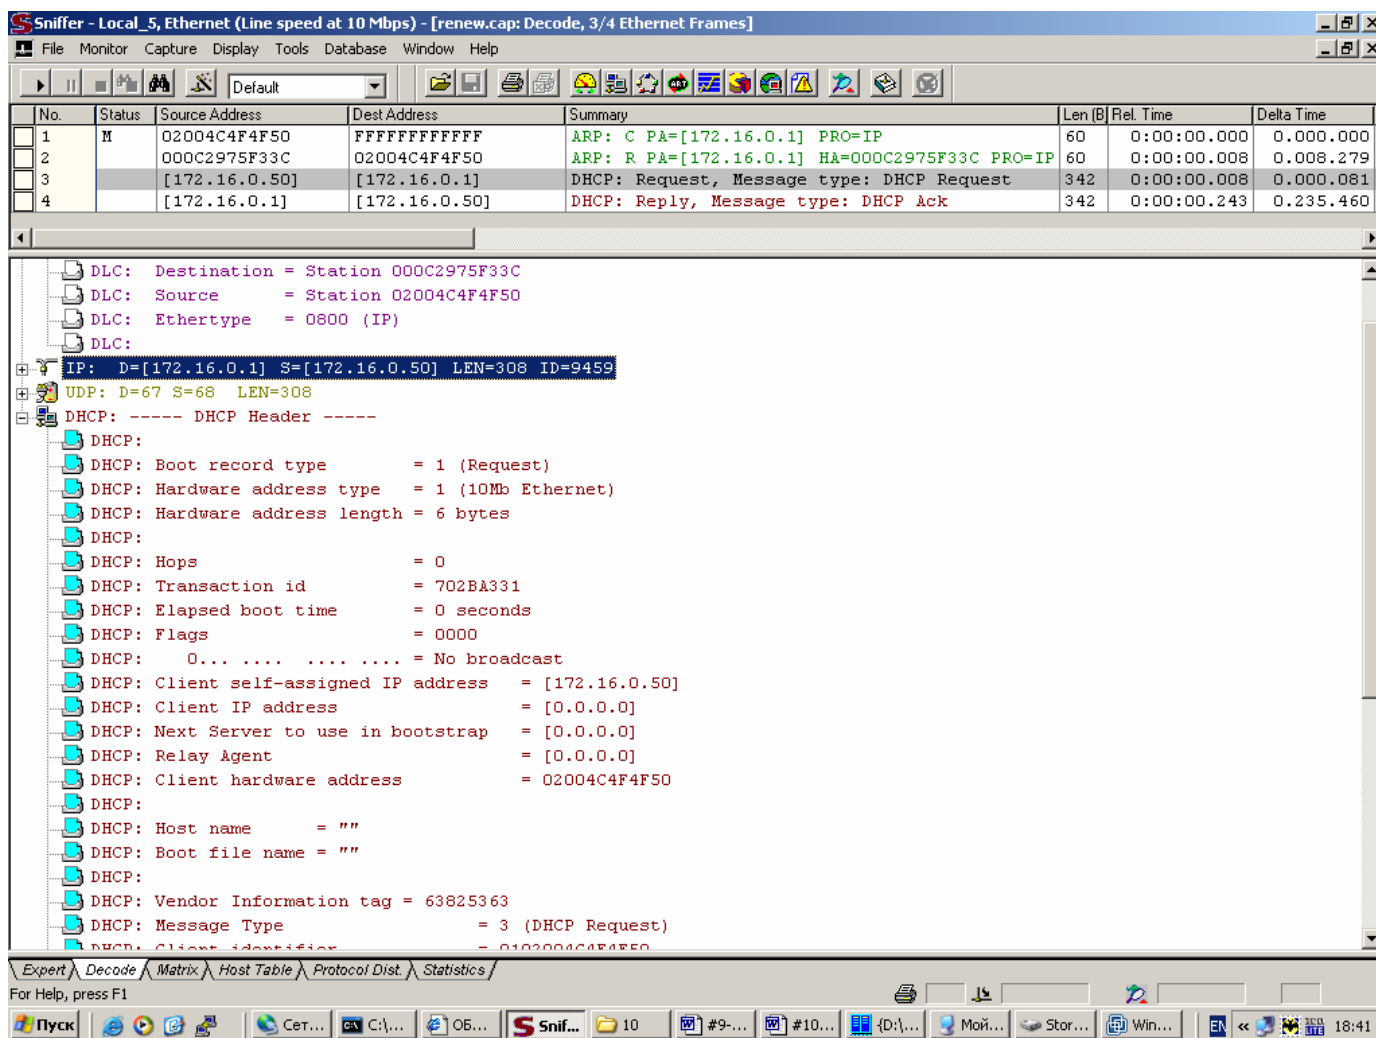 Sniffer - Local_5, Ethernet (Line speed at 10 Mbps) - [renew.cap: Decode, 3/4 Ethernet Frames]
File Monitor Capture Display Tools Database Window Help
Default
No. Status Source Address Dest Address Summary Len (B) Rel. Time Delta Time
1 M 02004C4F4F50 FFFFFFFFFFFF ARP: C PA=[172.16.0.1] PRO=IP 60 0:00:00.000 0.000.000
2 000C2975F33C 02004C4F4F50 ARP: R PA=[172.16.0.1] HA=000C2975F33C PRO=IP 60 0:00:00.008 0.008.279
3 [172.16.0.50] [172.16.0.1] DHCP: Request, Message type: DHCP Request 342 0:00:00.008 0.000.081
4 [172.16.0.1] [172.16.0.50] DHCP: Reply, Message type: DHCP Ack 342 0:00:00.243 0.235.460
DLC: Destination = Station 000C2975F33C
DLC: Source = Station 02004C4F4F50
DLC: Ethertype = 0800 (IP)
DLC:
IP: D=[172.16.0.1] S=[172.16.0.50] LEN=308 ID=9459
UDP: D=67 S=68 LEN=308
DHCP: ----- DHCP Header -----
DHCP:
DHCP: Boot record type = 1 (Request)
DHCP: Hardware address type = 1 (10Mb Ethernet)
DHCP: Hardware address length = 6 bytes
DHCP:
DHCP: Hops = 0
DHCP: Transaction id = 702BA331
DHCP: Elapsed boot time = 0 seconds
DHCP: Flags = 0000
DHCP: 0... .... .... .... = No broadcast
DHCP: Client self-assigned IP address = [172.16.0.50]
DHCP: Client IP address = [0.0.0.0]
DHCP: Next Server to use in bootstrap = [0.0.0.0]
DHCP: Relay Agent = [0.0.0.0]
DHCP: Client hardware address = 02004C4F4F50
DHCP:
DHCP: Host name = ""
DHCP: Boot file name = ""
DHCP:
DHCP: Vendor Information tag = 63825363
DHCP: Message Type = 3 (DHCP Request)
DHCP: Client identifier = 0102004C4F4F50
Expert Decode Matrix Host Table Protocol Dist. Statistics
For Help, press F1
Пуск Сет... C:\... ОБ... Snif... 10 #9-... #10... {D:\... Мой... Stor... Win... EN « 18:41